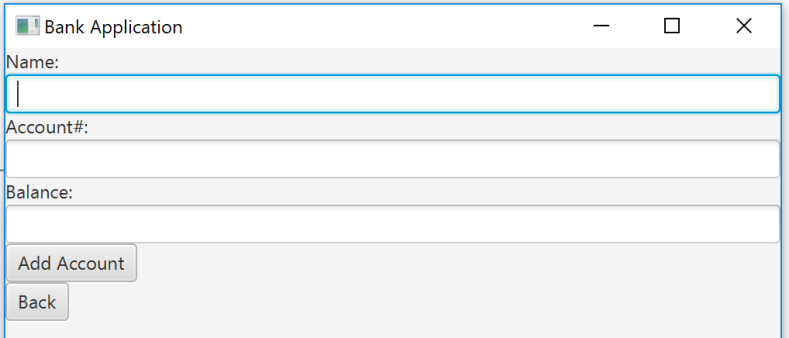 Bank Application
Name:
Account#:
Balance:
Add Account
Back